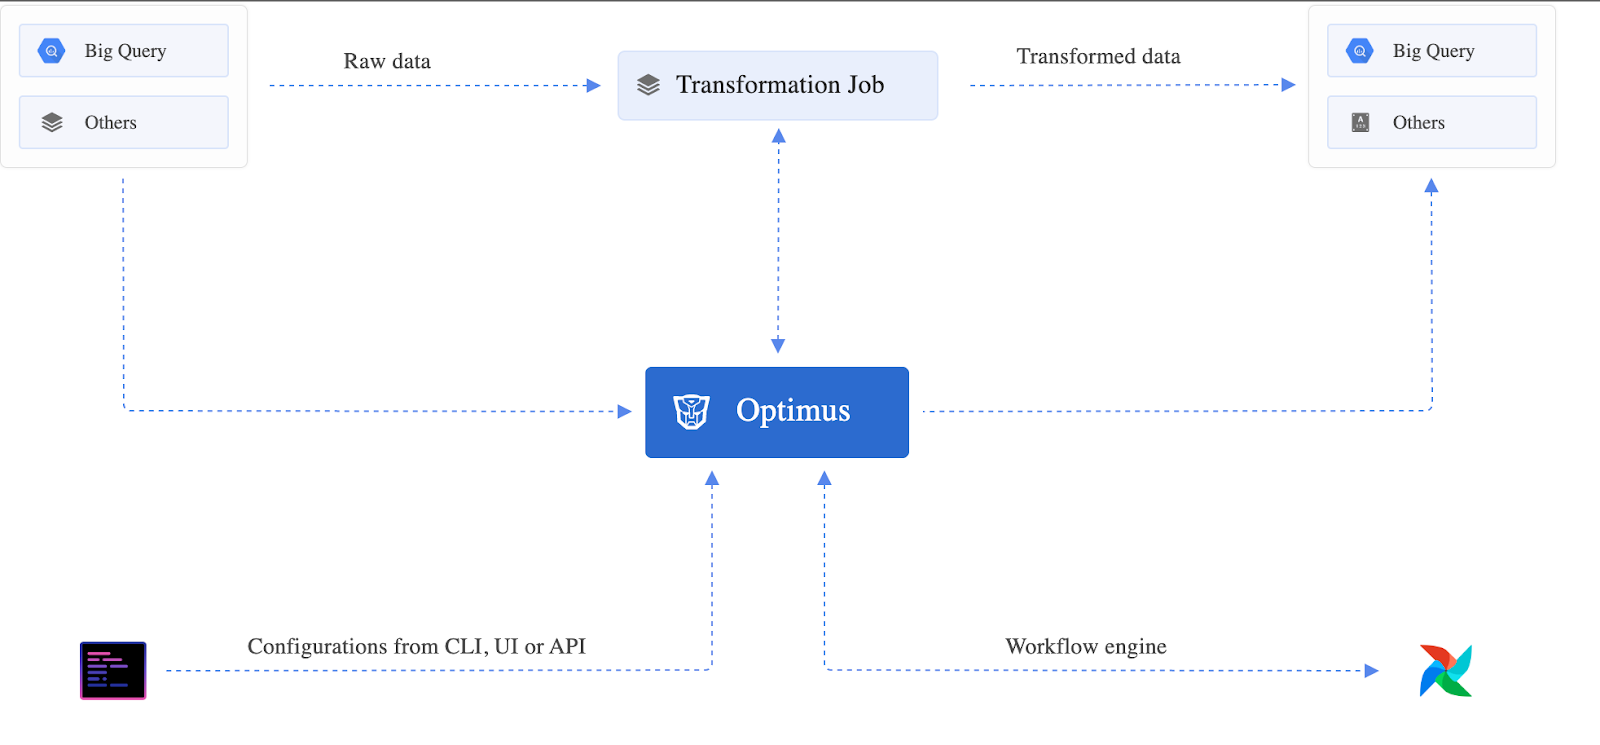 Big Query
Others
Raw data
Transformation Job
Transformed data
Big Query
Others
Optimus
Configurations from CLI, UI or API
Workflow engine